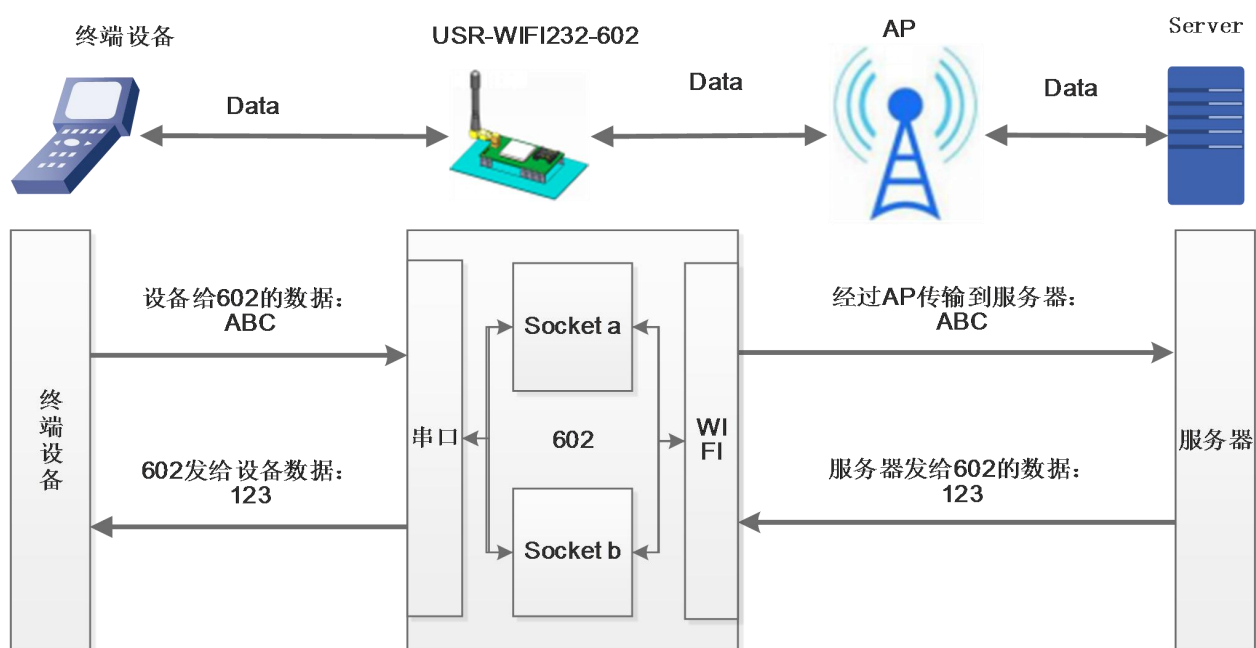 终端设备
USR-WIFI232-602
AP
Server
Data
Data
Data
设备给602的数据：
ABC
经过AP传输到服务器：
ABC
Socket a
终端设备
串口
602
WI
FI
服务器
602发给设备数据：
123
服务器发给602的数据：
123
Socket b